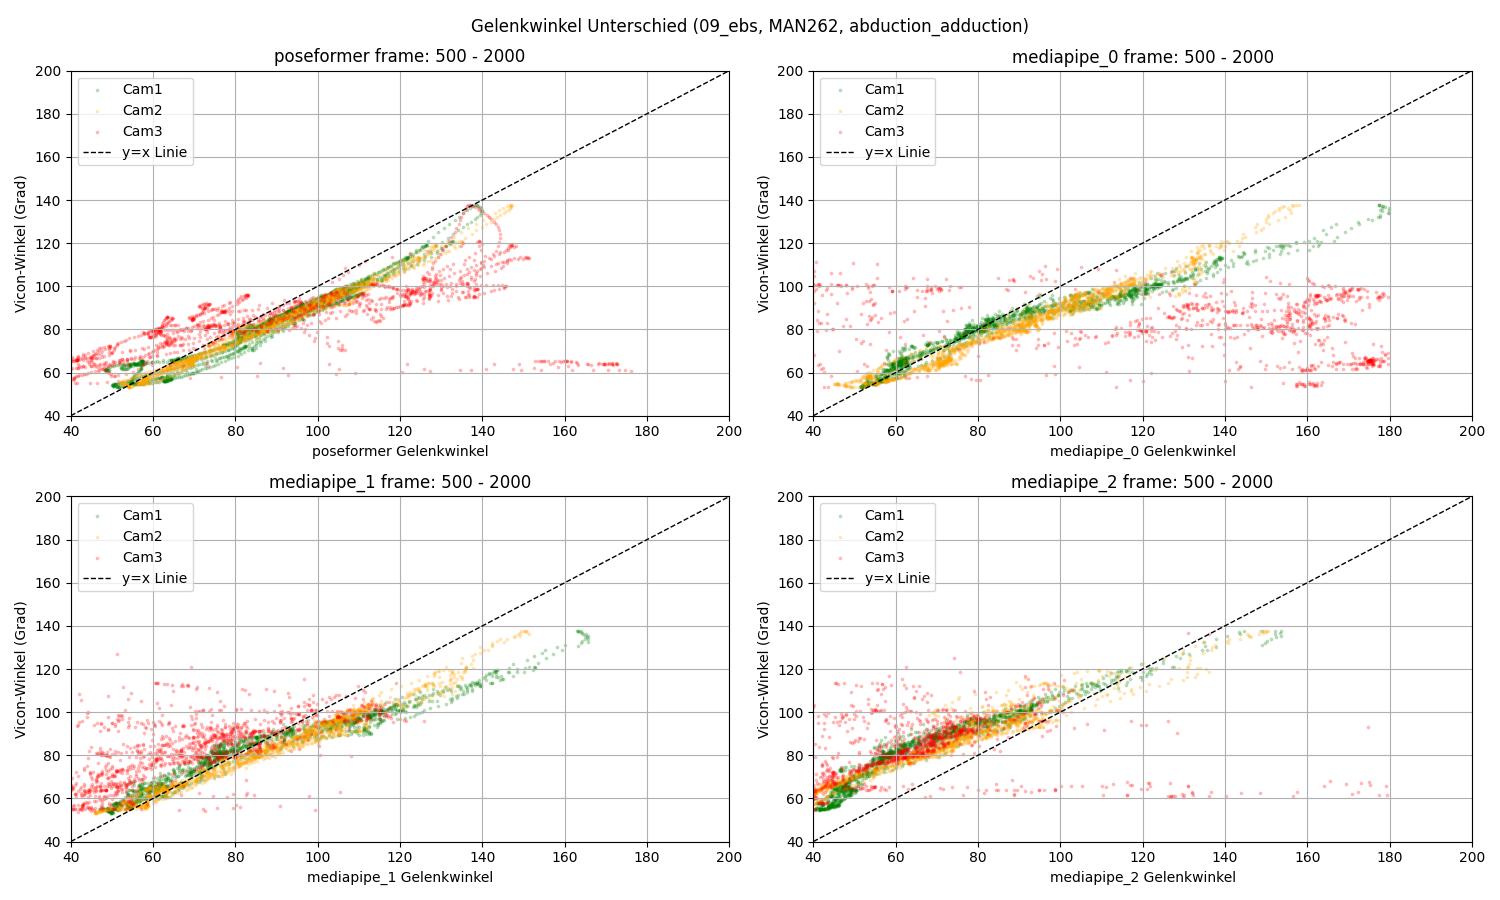 Gelenkwinkel Unterschied (09_ebs, MAN262, abduction_adduction)
poseformer frame: 500 - 2000
Cam1
Cam2
Cam3
y=x Linie
Vicon-Winkel (Grad)
200
180
160
140
120
100
80
60
40
40 60 80 100 120 140 160 180 200
poseformer Gelenkwinkel
mediapipe_0 frame: 500 - 2000
Cam1
Cam2
Cam3
y=x Linie
Vicon-Winkel (Grad)
200
180
160
140
120
100
80
60
40
40 60 80 100 120 140 160 180 200
mediapipe_0 Gelenkwinkel
mediapipe_1 frame: 500 - 2000
Cam1
Cam2
Cam3
y=x Linie
Vicon-Winkel (Grad)
200
180
160
140
120
100
80
60
40
40 60 80 100 120 140 160 180 200
mediapipe_1 Gelenkwinkel
mediapipe_2 frame: 500 - 2000
Cam1
Cam2
Cam3
y=x Linie
Vicon-Winkel (Grad)
200
180
160
140
120
100
80
60
40
40 60 80 100 120 140 160 180 200
mediapipe_2 Gelenkwinkel